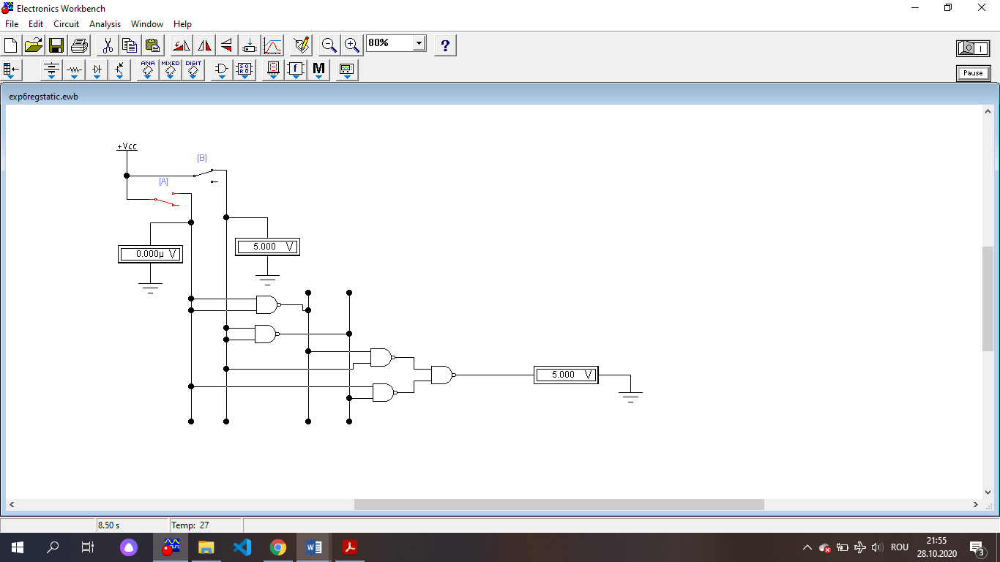 Electronics Workbench
File Edit Circuit Analysis Window Help
80% ?
I
ANA MIXED DIGIT
f M
Pause
exp6regstatic.ewb
+Vcc
[B]
[A]
5.000 V
0.000µ V
5.000 V
8.50 s Temp: 27
ROU 21:55
28.10.2020 3